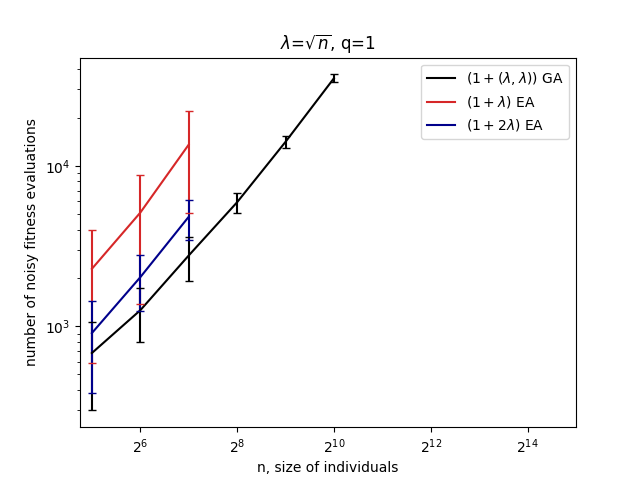 λ=√n, q=1
number of noisy fitness evaluations
10⁴
10³
(1 + (λ, λ)) GA
(1 + λ) EA
(1 + 2λ) EA
2⁶ 2⁸ 2¹⁰ 2¹² 2¹⁴
n, size of individuals